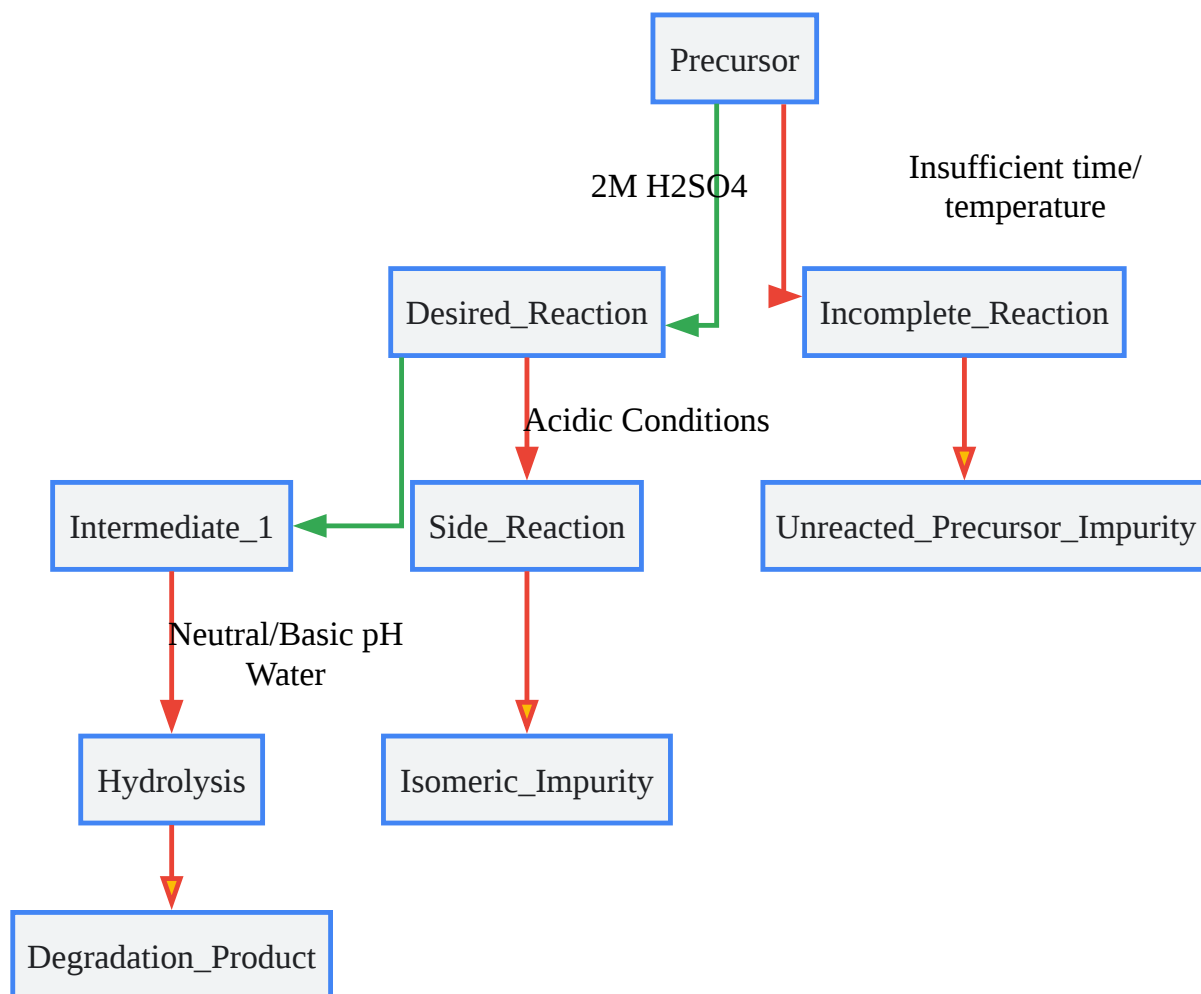 Precursor
2M H2SO4
Insufficient time/
temperature
Desired_Reaction
Incomplete_Reaction
Acidic Conditions
Intermediate_1
Side_Reaction
Unreacted_Precursor_Impurity
Neutral/Basic pH
Water
Hydrolysis
Isomeric_Impurity
Degradation_Product